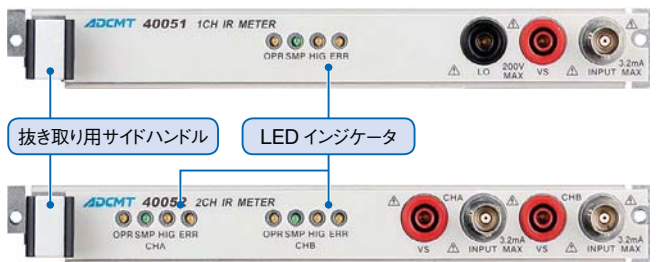 ADCMT 40051 1CH IR METER
OPR SMP HIG ERR
LO
200V
MAX
VS
INPUT
3.2mA
MAX
抜き取り用サイドハンドル
LED インジケータ
ADCMT 40052 2CH IR METER
OPR SMP HIG ERR
CHA
OPR SMP HIG ERR
CHB
CHA
VS
INPUT
3.2mA
MAX
CHB
VS
INPUT
3.2mA
MAX